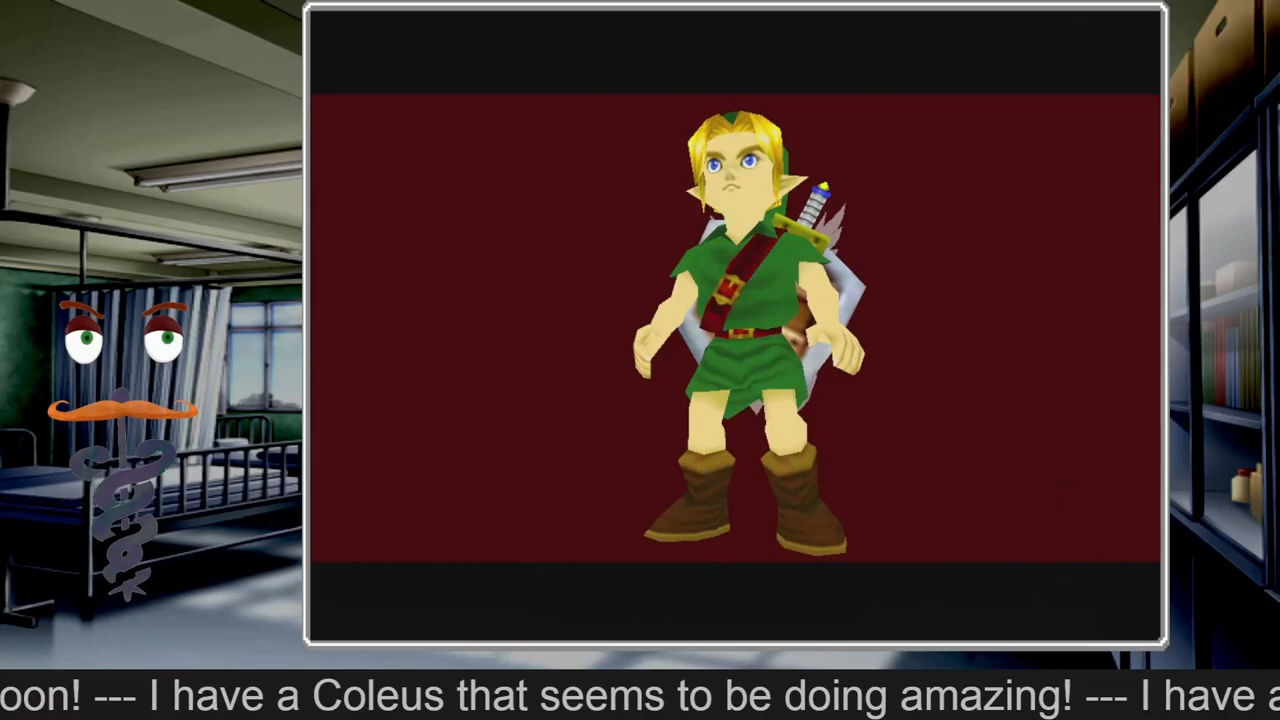 oon! --- I have a Coleus that seems to be doing amazing! --- I have a